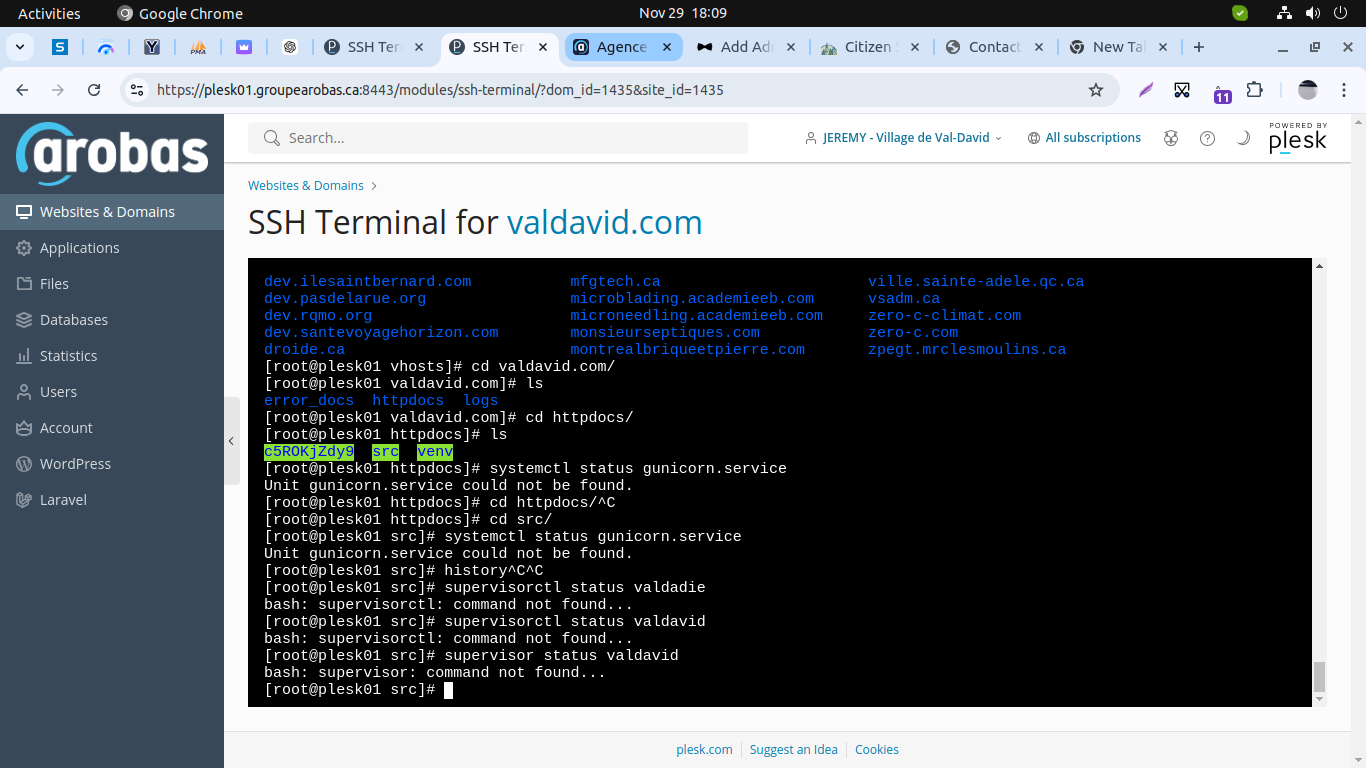 Activities
Google Chrome
Nov 29 18:09
SSH Ter
SSH Ter
Agence
Add Adr
Citizen S
Contact
New Tal
https://plesk01.groupearobas.ca:8443/modules/ssh-terminal/?dom_id=1435&site_id=1435
11
arobas
Search...
JEREMY - Village de Val-David
All subscriptions
POWERED BY
plesk
Websites & Domains
Applications
Files
Databases
Statistics
Users
Account
WordPress
Laravel
Websites & Domains
SSH Terminal for valdavid.com
dev.ilesaintbernard.com mfgtech.ca ville.sainte-adele.qc.ca
dev.pasdelarue.org microblading.academieeb.com vsadm.ca
dev.rqmo.org microneedling.academieeb.com zero-c-climat.com
dev.santevoyagehorizon.com monsieurseptiques.com zero-c.com
droide.ca montrealbriqueetpierre.com zpegt.mrclesmoulins.ca
[root@plesk01 vhosts]# cd valdavid.com/
[root@plesk01 valdavid.com]# ls
error_docs httpdocs logs
[root@plesk01 valdavid.com]# cd httpdocs/
[root@plesk01 httpdocs]# ls
c5ROKjZdy9 src venv
[root@plesk01 httpdocs]# systemctl status gunicorn.service
Unit gunicorn.service could not be found.
[root@plesk01 httpdocs]# cd httpdocs/^C
[root@plesk01 httpdocs]# cd src/
[root@plesk01 src]# systemctl status gunicorn.service
Unit gunicorn.service could not be found.
[root@plesk01 src]# history^C^C
[root@plesk01 src]# supervisorctl status valdadie
bash: supervisorctl: command not found...
[root@plesk01 src]# supervisorctl status valdavid
bash: supervisorctl: command not found...
[root@plesk01 src]# supervisor status valdavid
bash: supervisor: command not found...
[root@plesk01 src]#
plesk.com
Suggest an Idea
Cookies